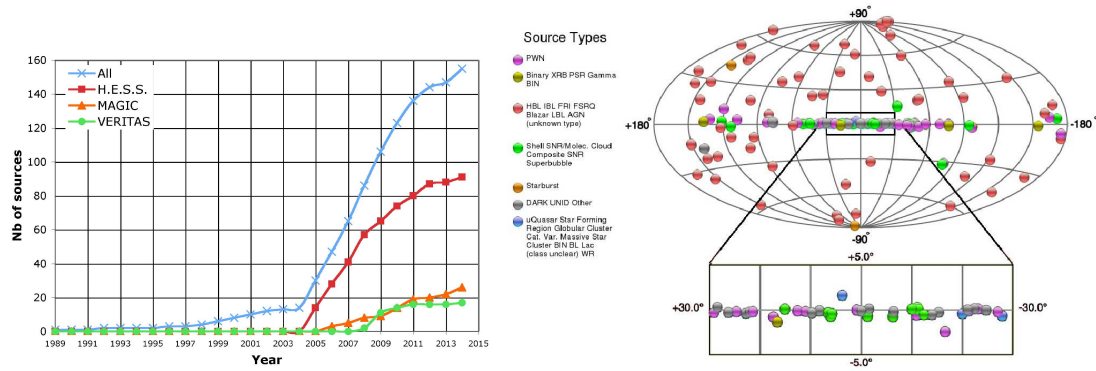 160
140
120
100
80
60
40
20
0
Nb of sources
All
H.E.S.S.
MAGIC
VERITAS
1989 1991 1993 1995 1997 1999 2001 2003 2005 2007 2009 2011 2013 2015
Year
Source Types
PWN
Binary XRB PSR Gamma
BIN
HBL IBL FRI FSRQ
Blazar LBL AGN
(unknown type)
Shell SNR/Molec. Cloud
Composite SNR
Superbubble
Starburst
DARK UNID Other
uQuasar Star Forming
Region Globular Cluster
Cat. Var. Massive Star
Cluster BIN BL Lac
(class unclear) WR
+90°
+180°
-180°
-90°
+5.0°
+30.0°
-30.0°
-5.0°